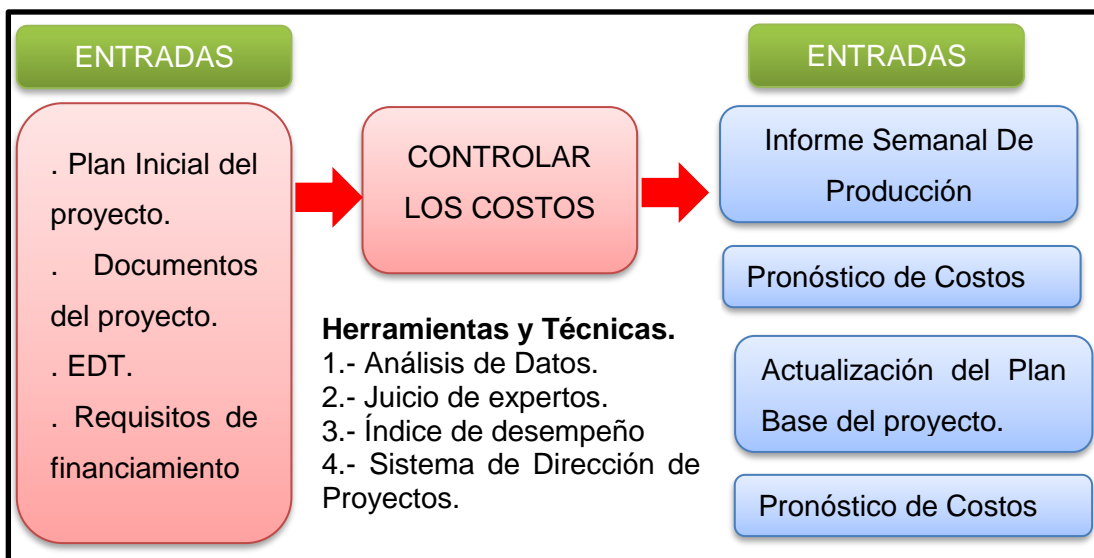 ENTRADAS
. Plan Inicial del
proyecto.
. Documentos
del proyecto.
. EDT.
. Requisitos de
financiamiento
CONTROLAR
LOS COSTOS
Herramientas y Técnicas.
1.- Análisis de Datos.
2.- Juicio de expertos.
3.- Índice de desempeño
4.- Sistema de Dirección de
Proyectos.
ENTRADAS
Informe Semanal De
Producción
Pronóstico de Costos
Actualización del Plan
Base del proyecto.
Pronóstico de Costos